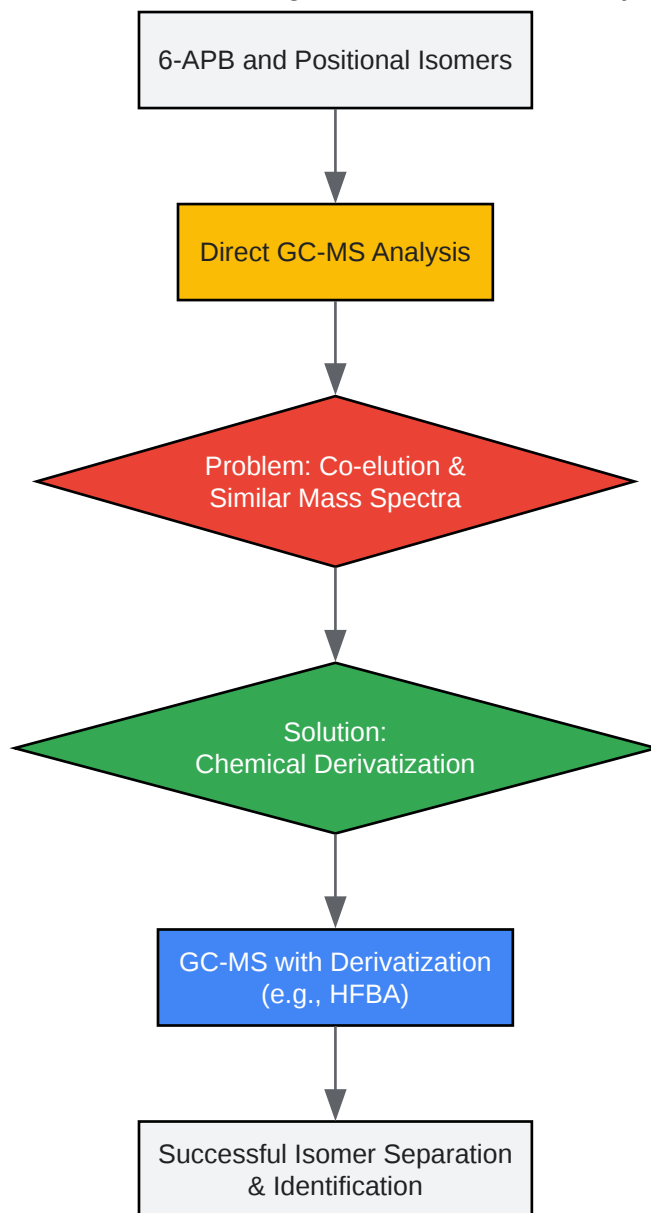 6-APB and Positional Isomers
Direct GC-MS Analysis
Problem: Co-elution &
Similar Mass Spectra
Solution:
Chemical Derivatization
GC-MS with Derivatization
(e.g., HFBA)
Successful Isomer Separation
& Identification